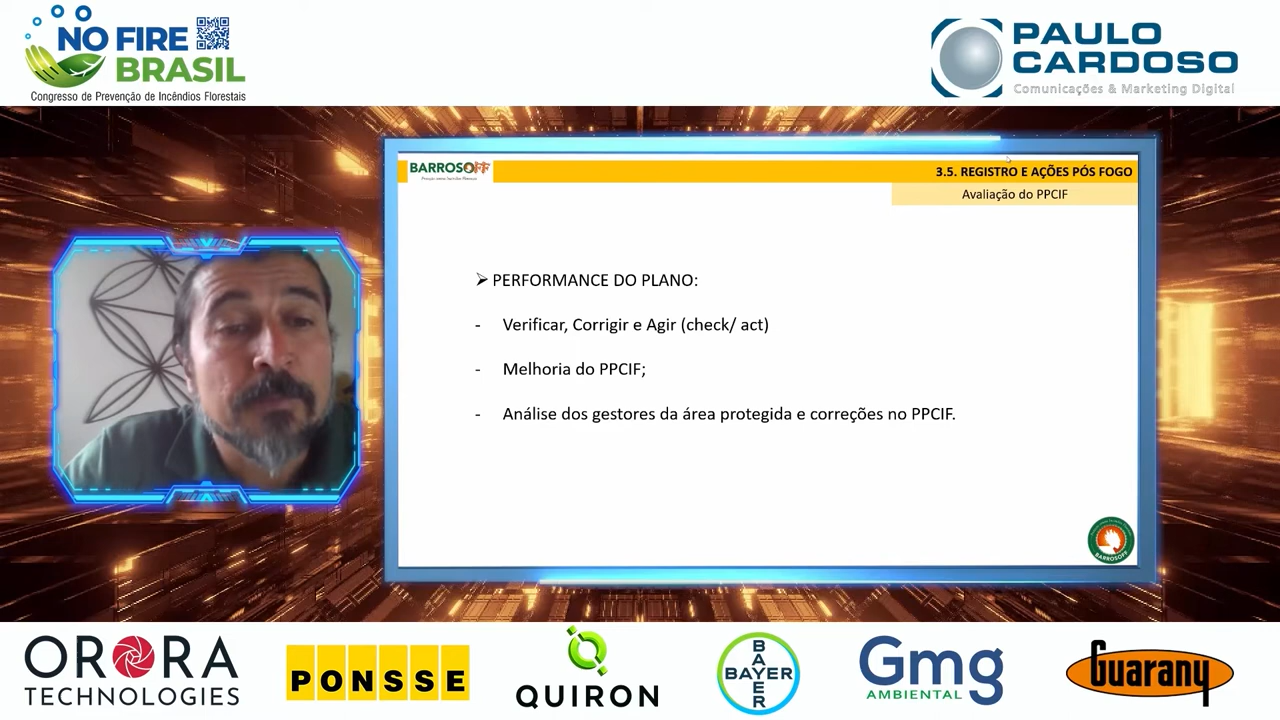 NO FIRE
BRASIL
Congresso de Prevenção de Incêndios Florestais
PAULO
CARDOSO
Comunicações & Marketing Digital
BARROSOFF
3.5. REGISTRO E AÇÕES PÓS FOGO
Avaliação do PPCIF
➢ PERFORMANCE DO PLANO:
- Verificar, Corrigir e Agir (check/ act)
- Melhoria do PPCIF;
- Análise dos gestores da área protegida e correções no PPCIF.
BARROSOFF
ORORA
TECHNOLOGIES
PONSSE
QUIRON
BAYER
BAYER
Gmg
AMBIENTAL
Guarany